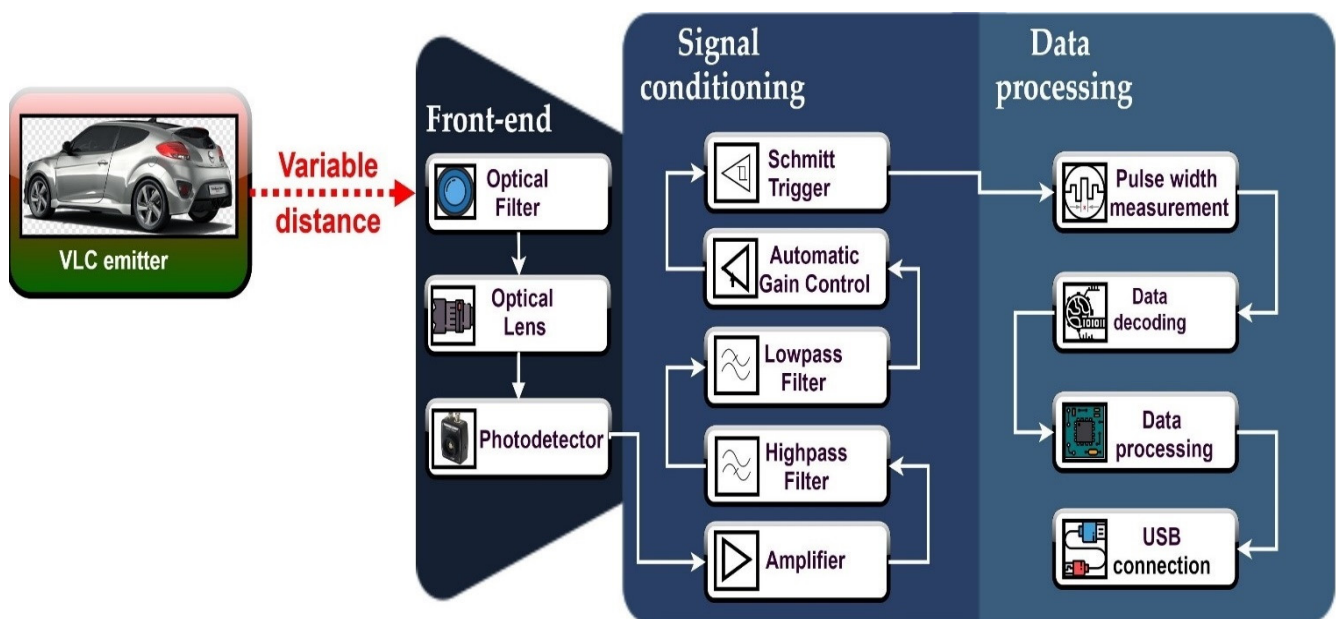 VLC emitter
Variable
distance
Front-end
Optical
Filter
Optical
Lens
Photodetector
Signal
conditioning
Schmitt
Trigger
Automatic
Gain Control
Lowpass
Filter
Highpass
Filter
Amplifier
Data
processing
Pulse width
measurement
Data
decoding
Data
processing
USB
connection